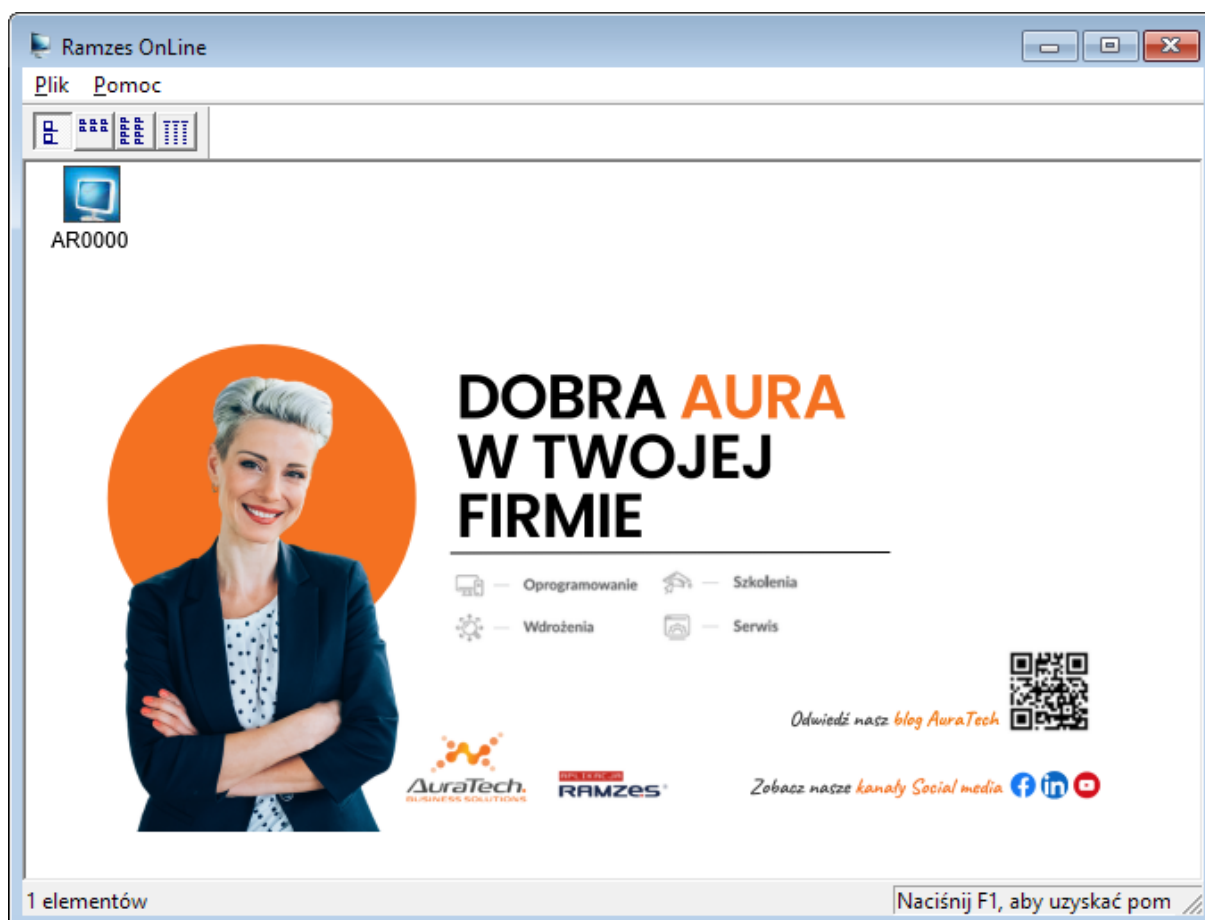 Ramzes OnLine
Plik Pomoc
AR0000
DOBRA AURA
W TWOJEJ
FIRMIE
Oprogramowanie
Szkolenia
Wdrożenia
Serwis
Odwiedź nasz blog AuraTech
AuraTech.
BUSINESS SOLUTIONS
APLIKACJA
RAMZES
Zobacz nasze kanały Social media
1 elementów
Naciśnij F1, aby uzyskać pom